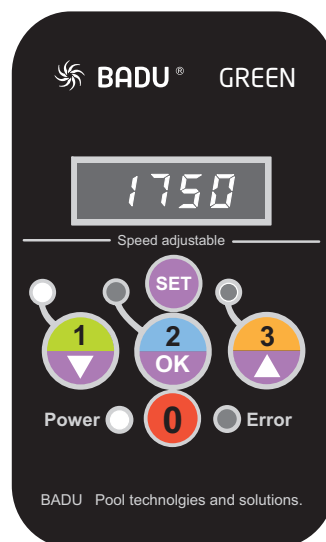 BADU® GREEN
1750
Speed adjustable
SET
1 2 3
OK
Power 0 Error
BADU Pool technolgies and solutions.